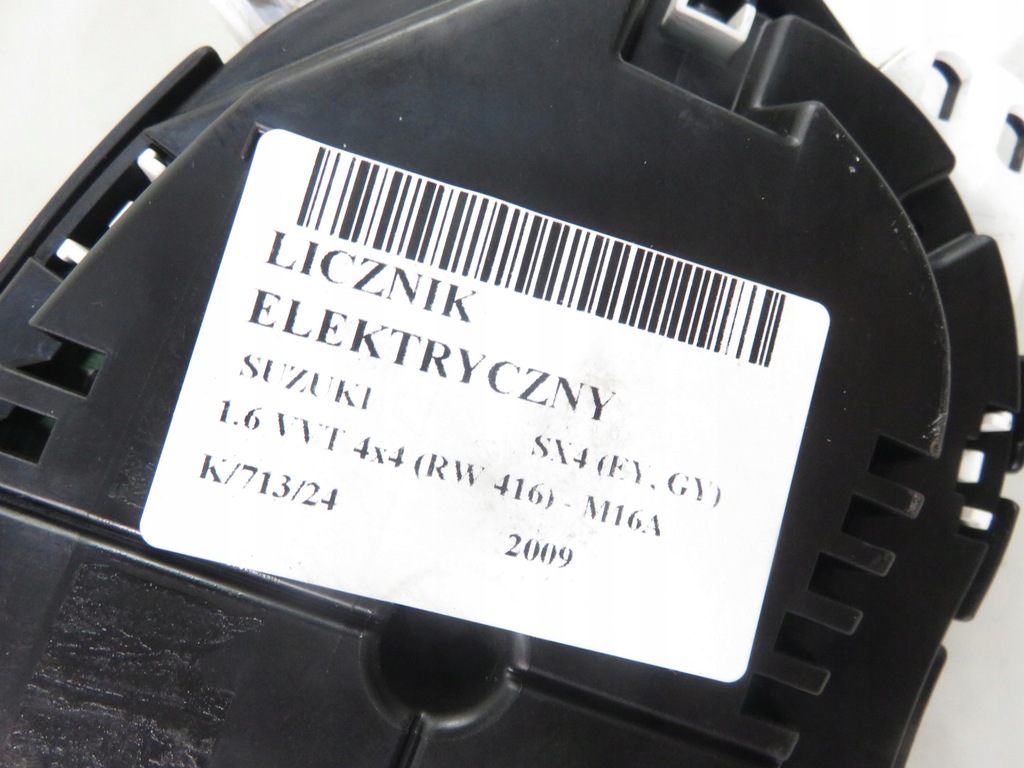 LICZNIK
ELEKTRYCZNY
SUZUKI SX4 (EY, GY)
1.6 VVT 4x4 (RW 416) - M16A
K/713/24 2009